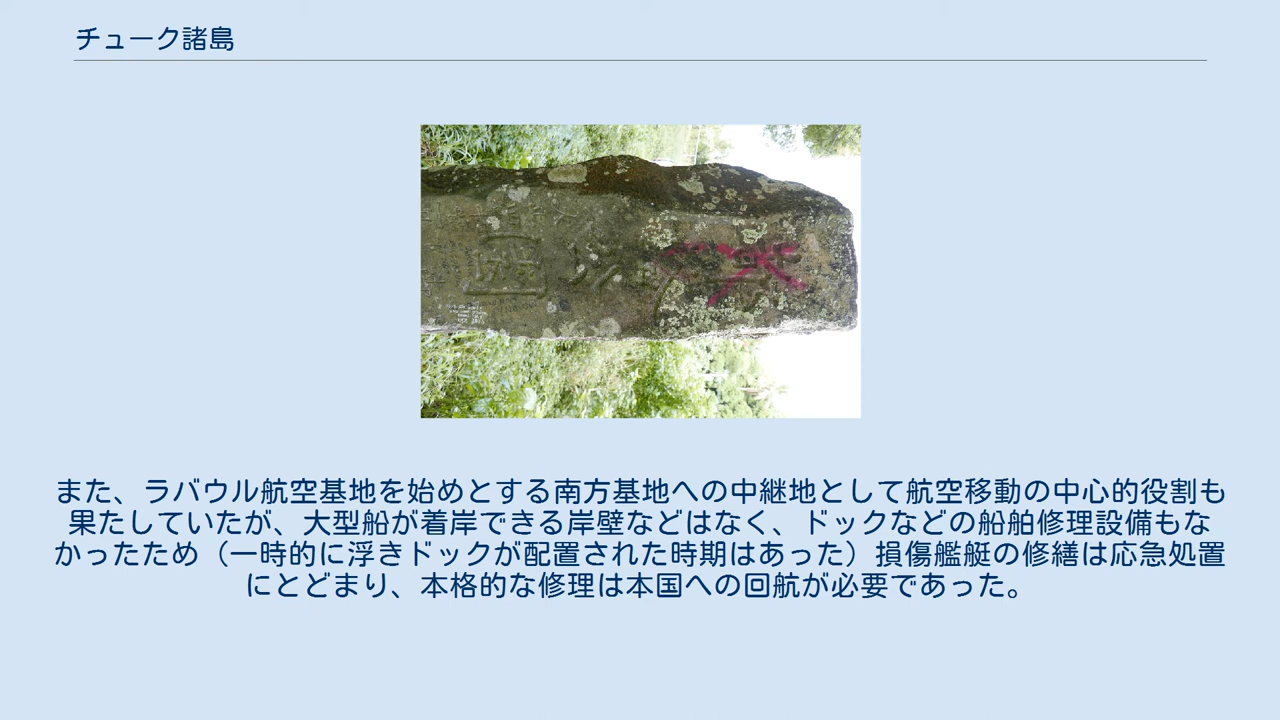 チューク諸島
また、ラバウル航空基地を始めとする南方基地への中継地として航空移動の中心的役割も
果たしていたが、大型船が着岸できる岸壁などはなく、ドックなどの船舶修理設備もな
かったため（一時的に浮きドックが配置された時期はあった）損傷艦艇の修繕は応急処置
にとどまり、本格的な修理は本国への回航が必要であった。